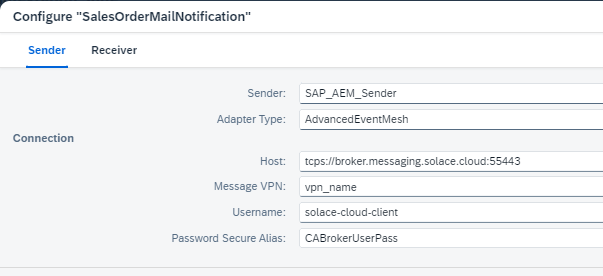 Configure "SalesOrderMailNotification"
Sender Receiver
Sender: SAP_AEM_Sender
Adapter Type: AdvancedEventMesh
Connection
Host: tcps://broker.messaging.solace.cloud:55443
Message VPN: vpn_name
Username: solace-cloud-client
Password Secure Alias: CABrokerUserPass